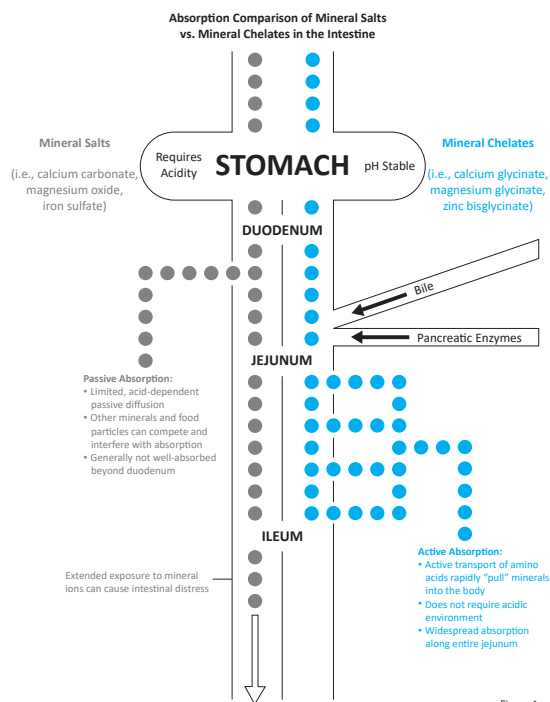 Absorption Comparison of Mineral Salts
vs. Mineral Chelates in the Intestine
Mineral Salts
(i.e., calcium carbonate,
magnesium oxide,
iron sulfate)
Requires
Acidity
STOMACH
pH Stable
Mineral Chelates
(i.e., calcium glycinate,
magnesium glycinate,
zinc bisglycinate)
DUODENUM
Bile
Pancreatic Enzymes
JEJUNUM
Passive Absorption:
• Limited, acid-dependent
passive diffusion
• Other minerals and food
particles can compete and
interfere with absorption
• Generally not well-absorbed
beyond duodenum
ILEUM
Active Absorption:
• Active transport of amino
acids rapidly “pull” minerals
into the body
• Does not require acidic
environment
• Widespread absorption
along entire jejunum
Extended exposure to mineral
ions can cause intestinal distress